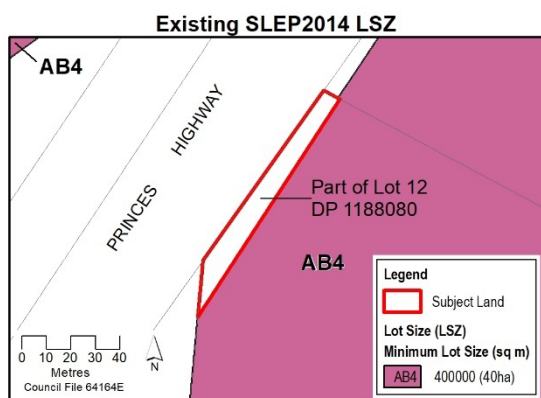 Existing SLEP2014 LSZ
AB4
PRINCES HIGHWAY
Part of Lot 12
DP 1188080
AB4
0 10 20 30 40
Metres
Council File 64164E
N
Legend
Subject Land
Lot Size (LSZ)
Minimum Lot Size (sq m)
AB4 400000 (40ha)